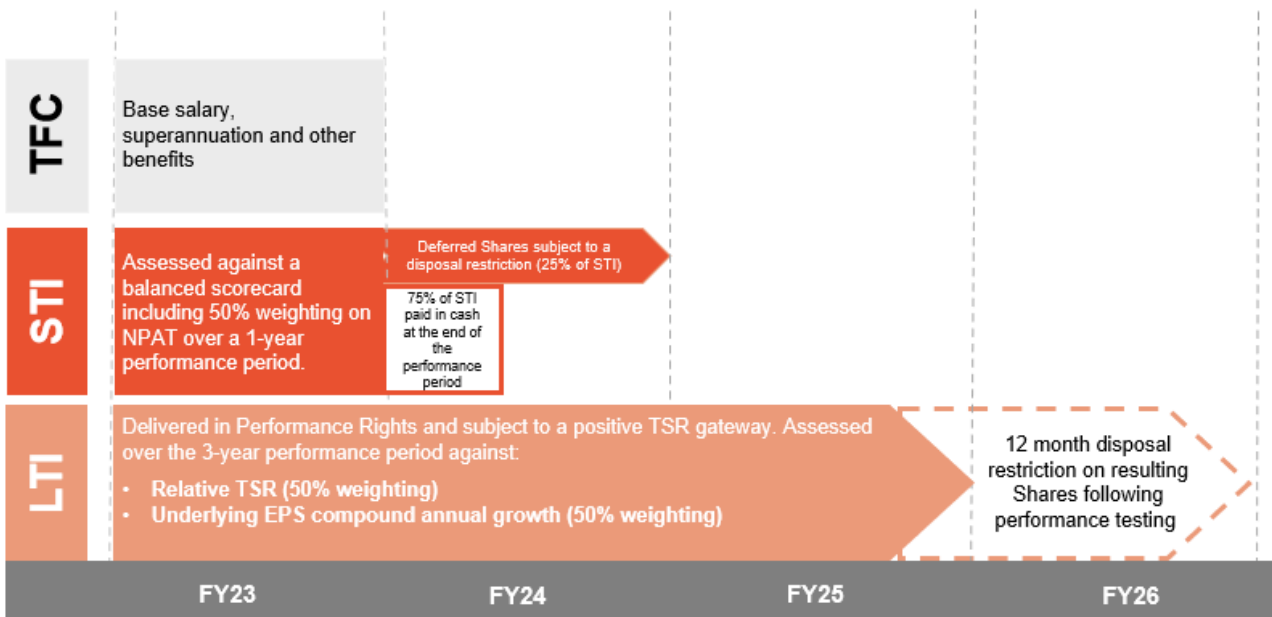 TFC
Base salary,
superannuation and other
benefits
STI
Assessed against a
balanced scorecard
including 50% weighting on
NPAT over a 1-year
performance period.
Deferred Shares subject to a
disposal restriction (25% of STI)
75% of STI
paid in cash
at the end of
the
performance
period
LTI
Delivered in Performance Rights and subject to a positive TSR gateway. Assessed
over the 3-year performance period against:
• Relative TSR (50% weighting)
• Underlying EPS compound annual growth (50% weighting)
12 month disposal
restriction on resulting
Shares following
performance testing
FY23 FY24 FY25 FY26